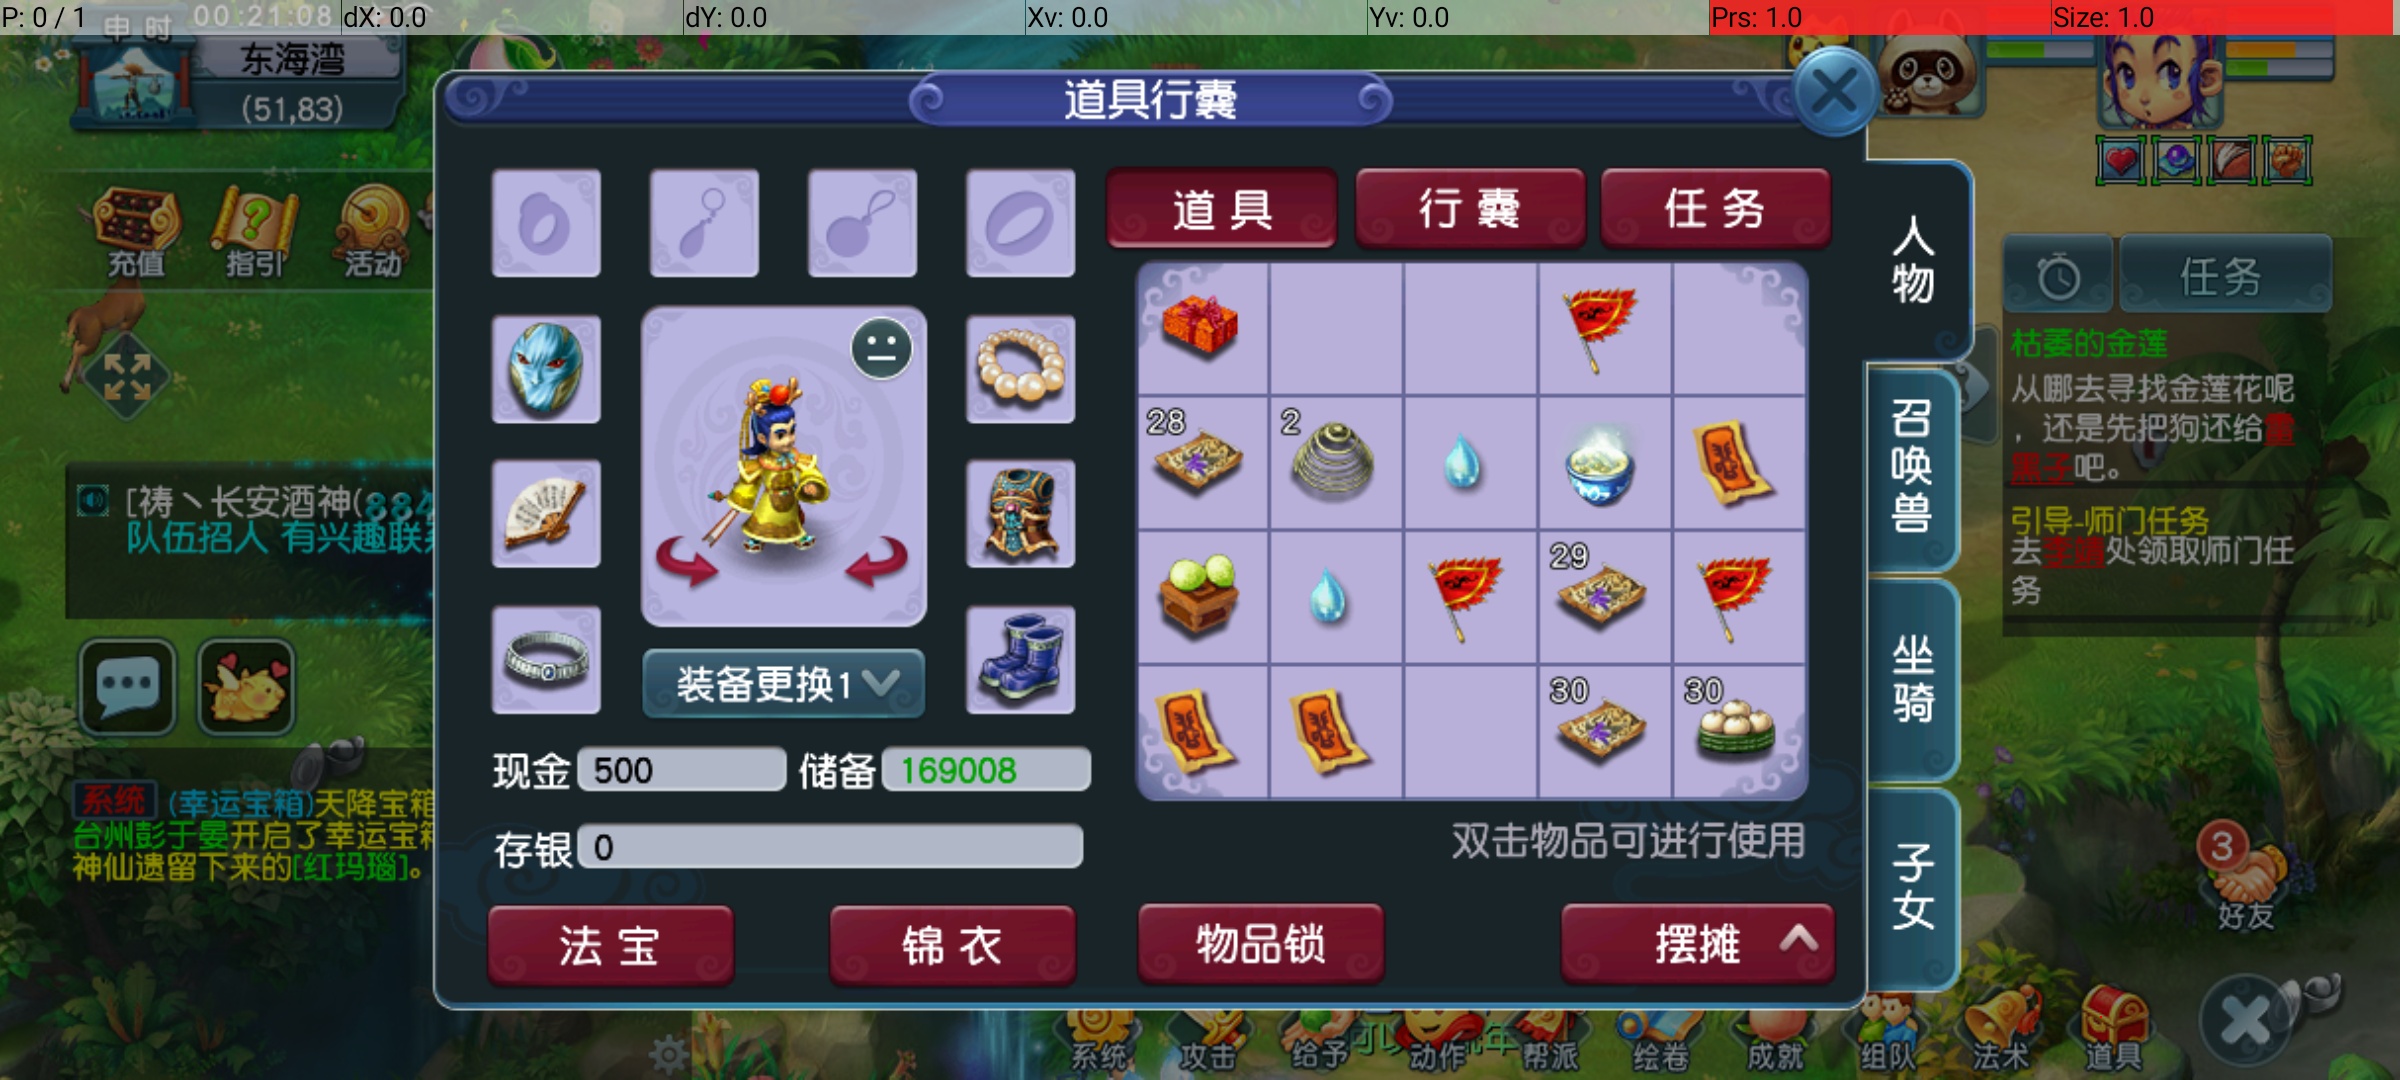 P: 0 / 1
dX: 0.0
dY: 0.0
Xv: 0.0
Yv: 0.0
Prs: 1.0
Size: 1.0
申时
00:21:08
东海湾
(51,83)
充值
指引
活动
道具行囊
道具
行囊
任务
人物
召唤兽
坐骑
子女
28
2
29
30
30
装备更换1
现金
500
储备
169008
存银
0
双击物品可进行使用
法宝
锦衣
物品锁
摆摊
[祷丶长安酒神(884
队伍招人 有兴趣联系
系统 (幸运宝箱)天降宝箱
台州彭于晏开启了幸运宝箱
神仙遗留下来的[红玛瑙]。
任务
枯萎的金莲
从哪去寻找金莲花呢
，还是先把狗还给雷
黑子吧。
引导-师门任务
去李靖处领取师门任
务
3
好友
系统
攻击
给予
动作
帮派
绘卷
成就
组队
法术
道具